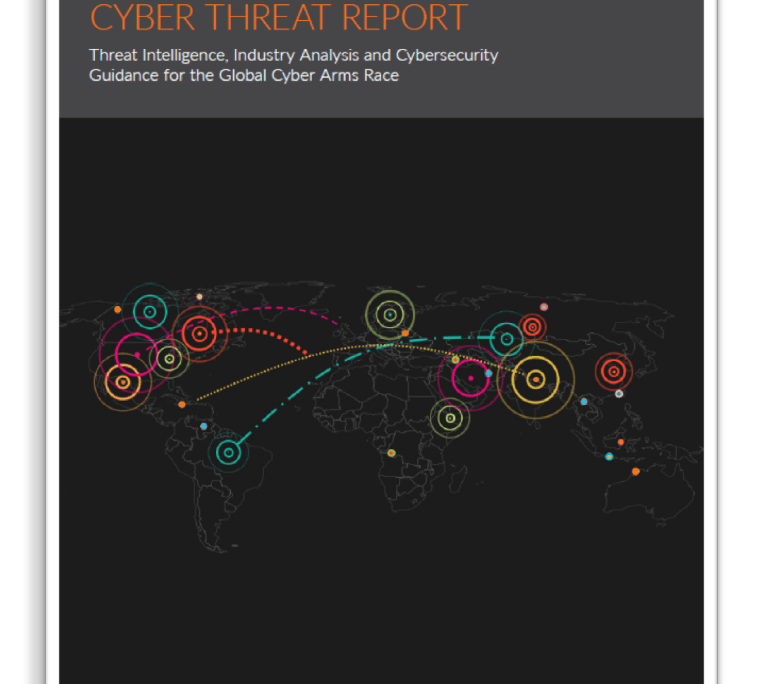 CYBER THREAT REPORT
Threat Intelligence, Industry Analysis and Cybersecurity
Guidance for the Global Cyber Arms Race